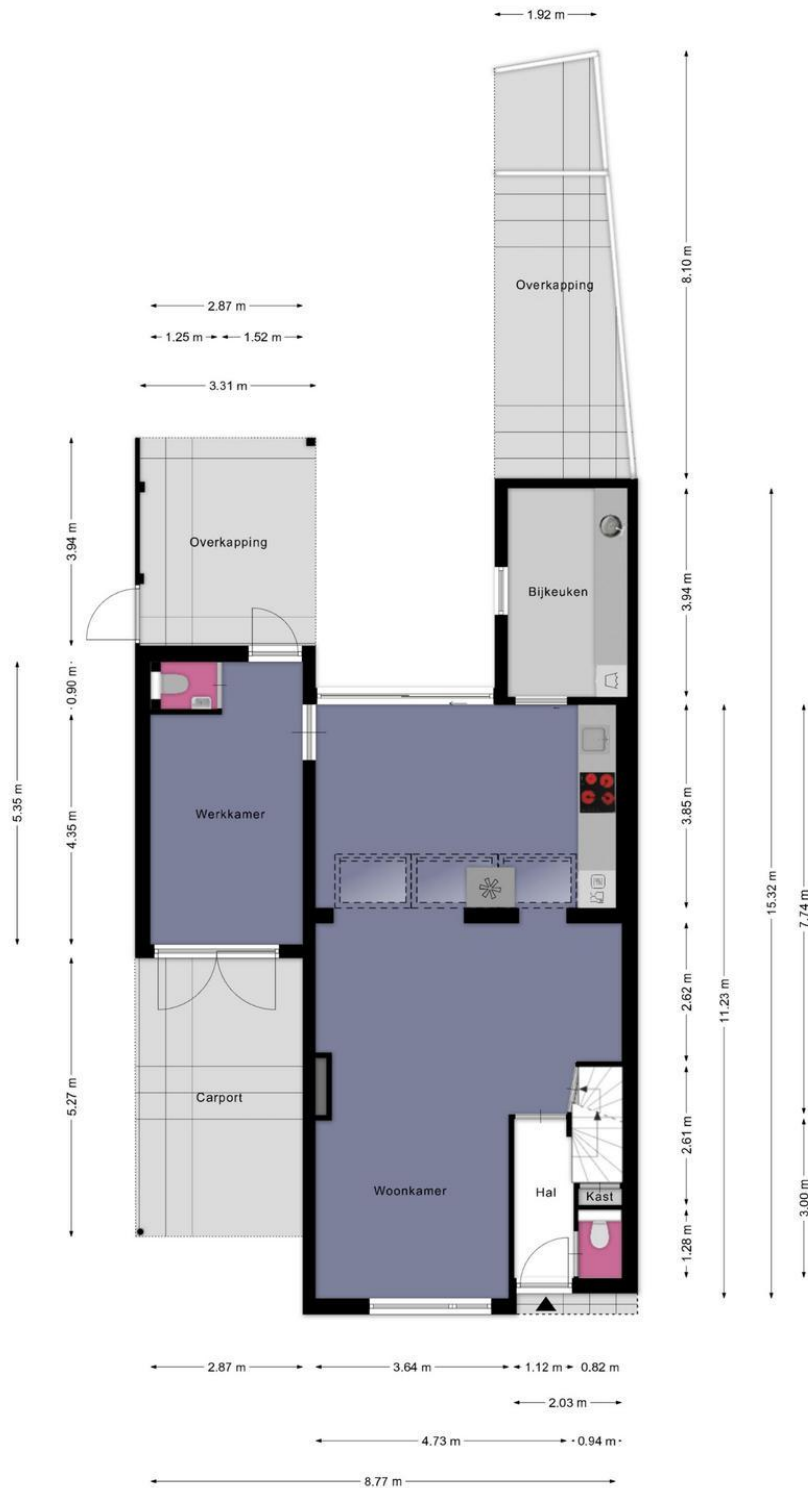 1.92 m
8.10 m
Overkapping
2.87 m
1.25 m
1.52 m
3.31 m
3.94 m
Overkapping
3.94 m
Bijkeuken
0.90 m
5.35 m
4.35 m
Werkkamer
3.85 m
15.32 m
7.74 m
11.23 m
2.62 m
5.27 m
Carport
2.61 m
Woonkamer
Hal
Kast
3.00 m
1.28 m
2.87 m
3.64 m
1.12 m
0.82 m
2.03 m
4.73 m
0.94 m
8.77 m